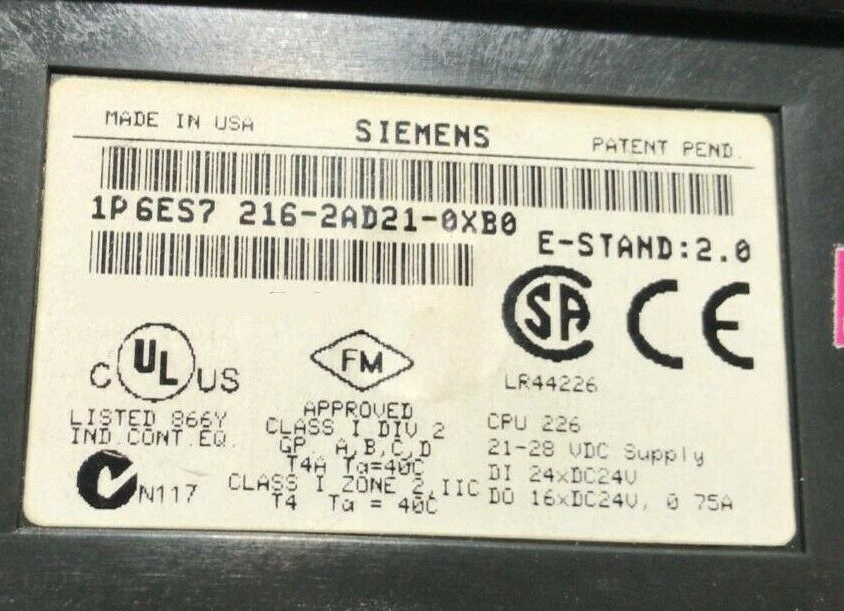 MADE IN USA
SIEMENS
PATENT PEND.
1P 6ES7 216-2AD21-0XB0
E-STAND:2.0
SA
CE
C UL US
FM
LR44226
LISTED 866Y
IND.CONT.EQ.
APPROVED
CLASS I DIV 2
GP A,B,C,D
T4A Ta=40C
CLASS I ZONE 2,IIC
T4 Ta = 40C
N117
CPU 226
21-28 VDC Supply
DI 24xDC24V
DO 16xDC24V, 0.75A